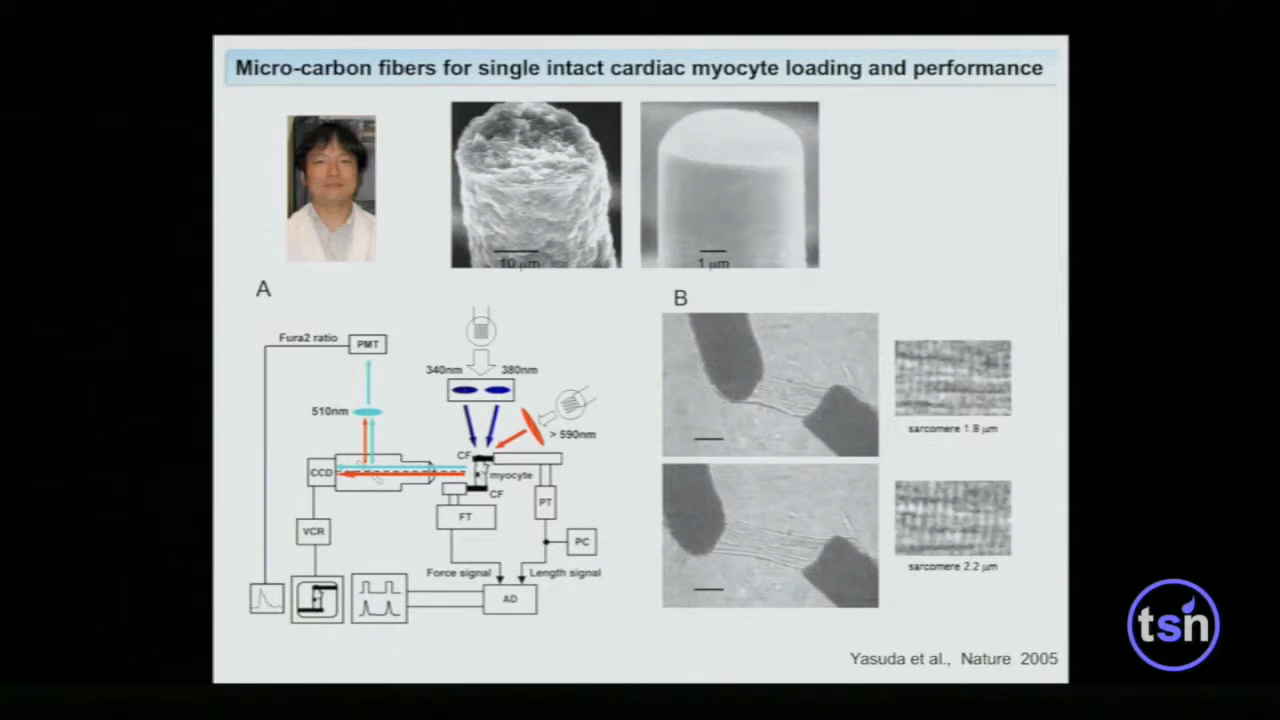 Micro-carbon fibers for single intact cardiac myocyte loading and performance
10 μm
1 μm
A
B
Fura2 ratio
PMT
340nm
380nm
510nm
> 590nm
CF
CCD
myocyte
CF
PT
FT
VCR
PC
Force signal
Length signal
AD
sarcomere 1.8 μm
sarcomere 2.2 μm
Yasuda et al., Nature 2005
tsn